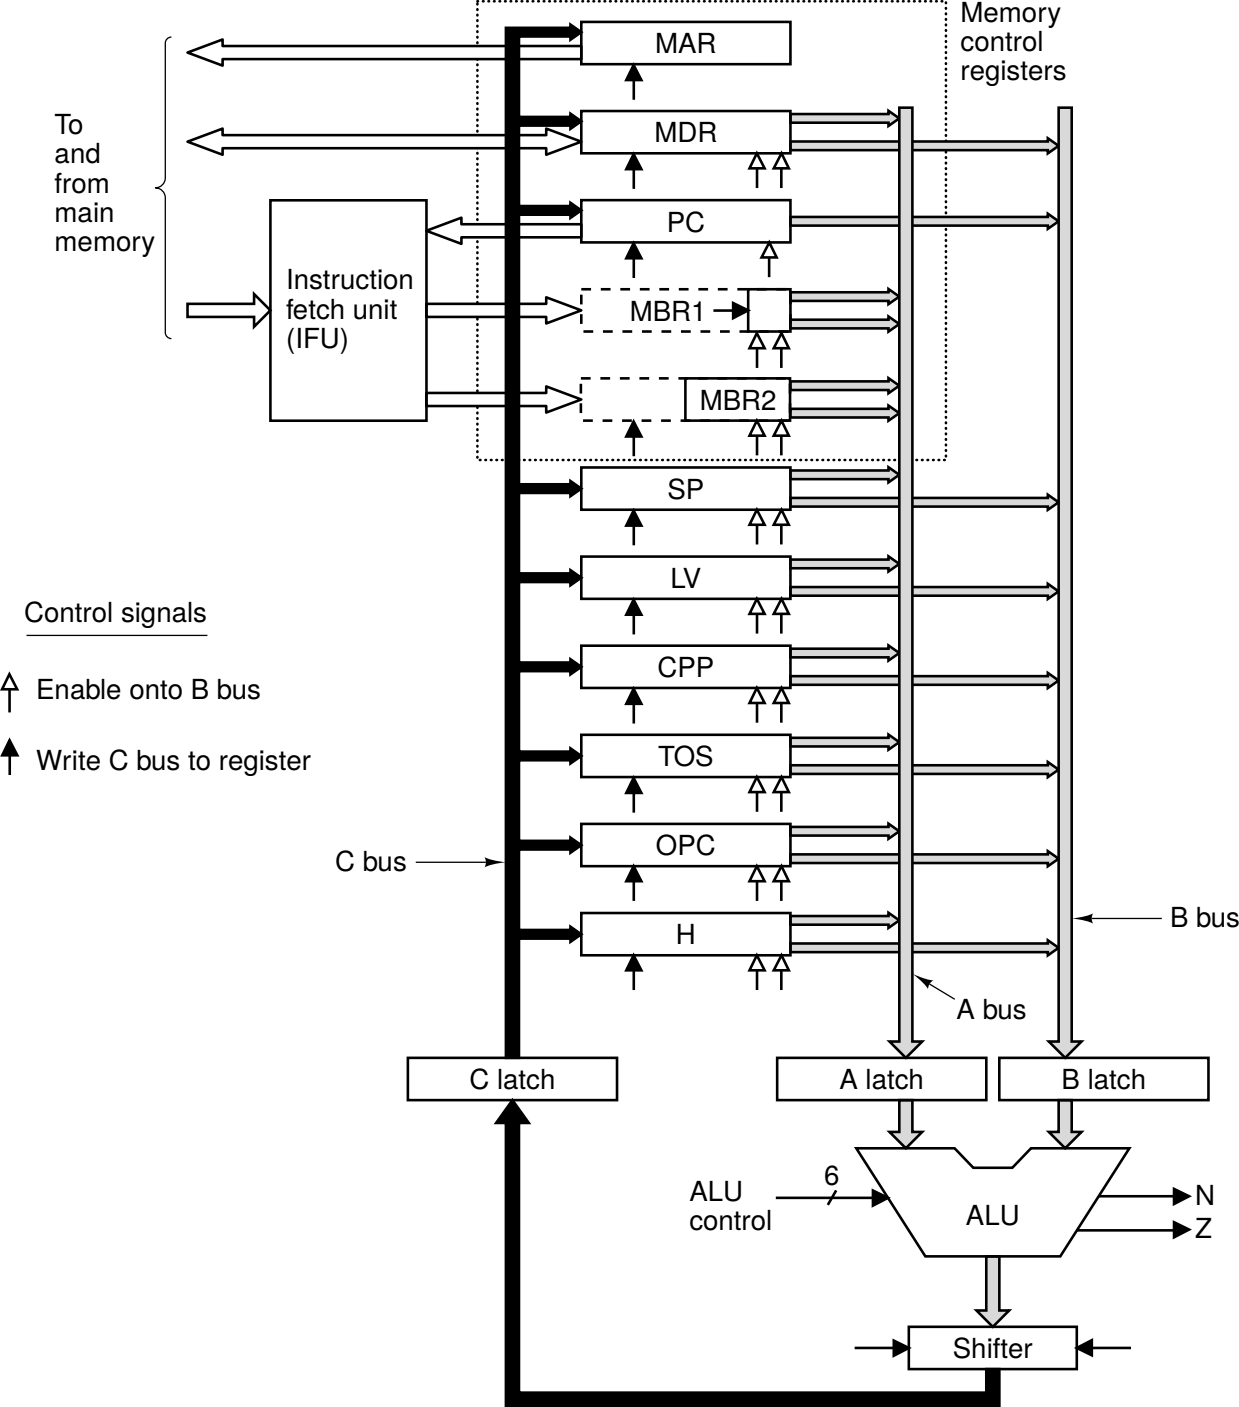 Memory
control
registers
MAR
To
and
from
main
memory
MDR
PC
Instruction
fetch unit
(IFU)
MBR1
MBR2
SP
LV
Control signals
Enable onto B bus
Write C bus to register
CPP
TOS
OPC
C bus
H
B bus
A bus
C latch
A latch
B latch
6
ALU
control
ALU
N
Z
Shifter